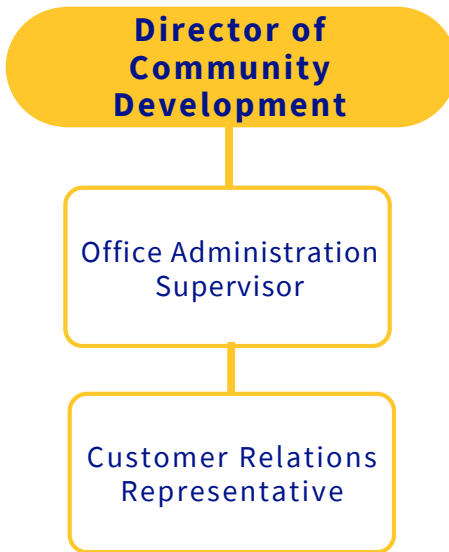 Director of
Community
Development
Office Administration
Supervisor
Customer Relations
Representative